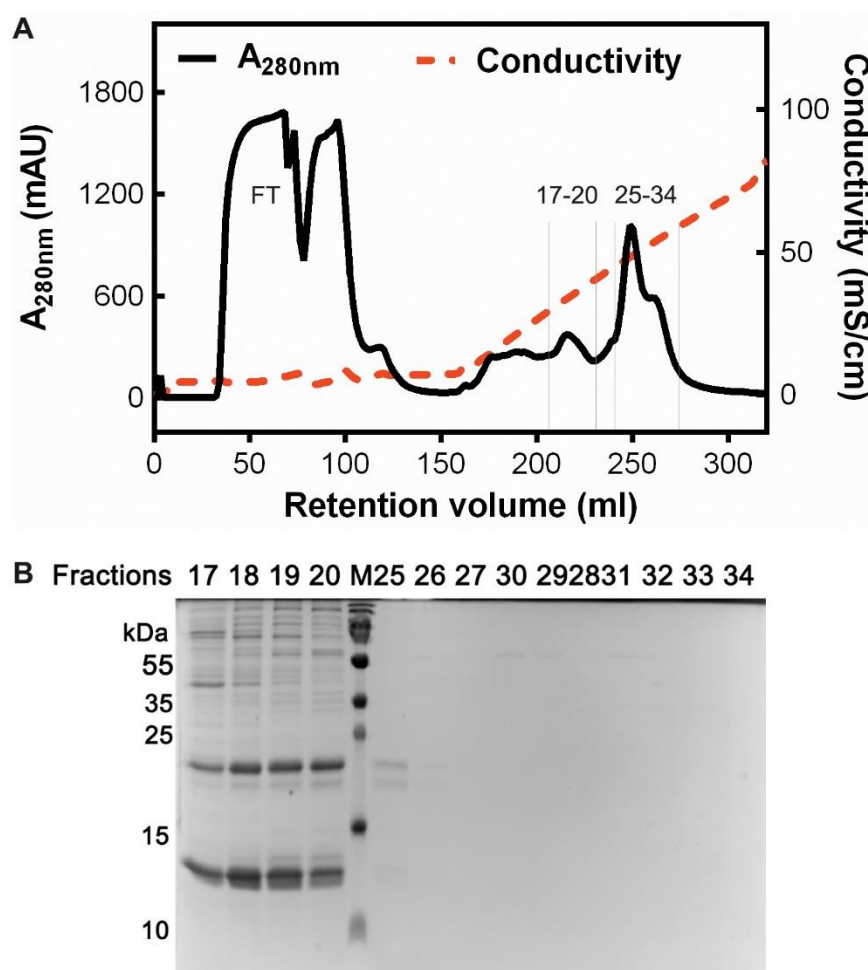 A
A280nm
Conductivity
1800
1200
600
0
A280nm (mAU)
FT
17-20
25-34
100
50
0
Conductivity (mS/cm)
0
50
100
150
200
250
300
Retention volume (ml)
B
Fractions 17 18 19 20 M25 26 27 30 292831 32 33 34
kDa
55
35
25
15
10